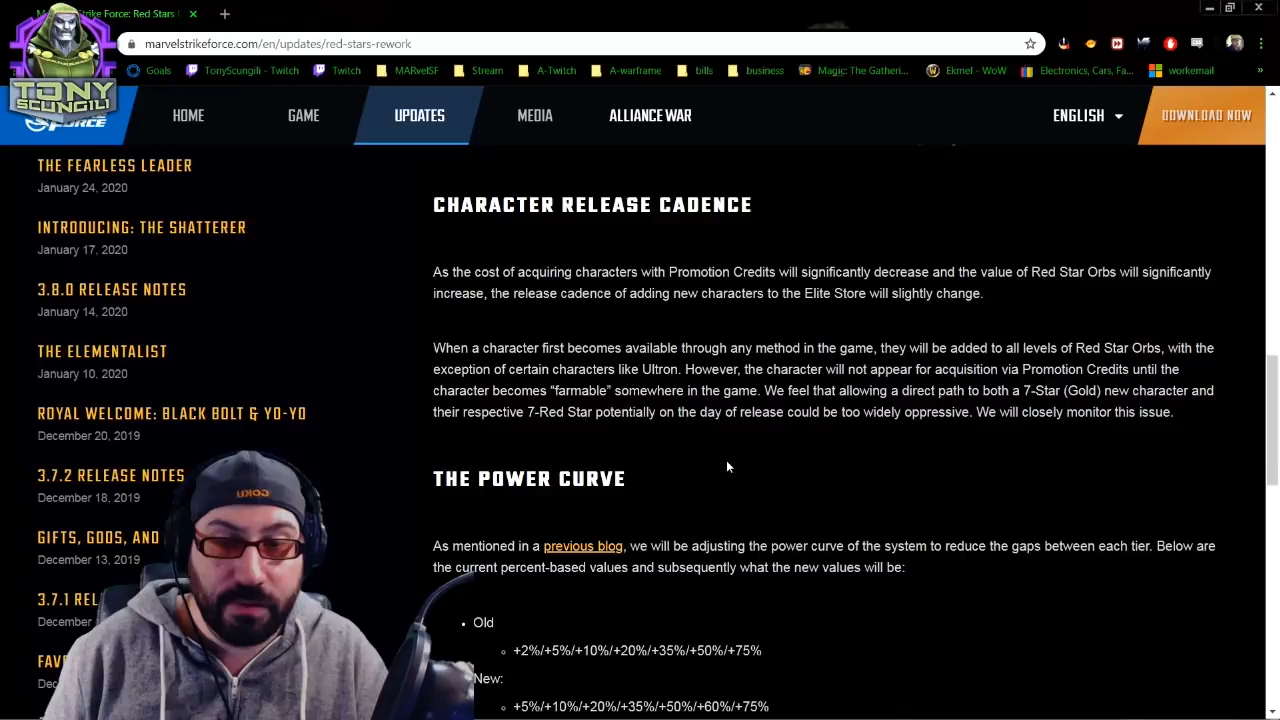 Strike Force: Red Stars
marvelstrikeforce.com/en/updates/red-stars-rework
Goals
TonyScungili - Twitch
Twitch
MARvelSF
Stream
A-Twitch
A-warframe
bills
business
Magic: The Gatheri...
Ekmel - WoW
Electronics, Cars, Fa...
workemail
TONY
SCUNGILI
FORCE
HOME
GAME
UPDATES
MEDIA
ALLIANCE WAR
ENGLISH
DOWNLOAD NOW
THE FEARLESS LEADER
January 24, 2020
INTRODUCING: THE SHATTERER
January 17, 2020
3.8.0 RELEASE NOTES
January 14, 2020
THE ELEMENTALIST
January 10, 2020
ROYAL WELCOME: BLACK BOLT & YO-YO
December 20, 2019
3.7.2 RELEASE NOTES
December 18, 2019
GIFTS, GODS, AND
December 13, 2019
3.7.1 REL
December
FAV
Dec
GOKU
CHARACTER RELEASE CADENCE
As the cost of acquiring characters with Promotion Credits will significantly decrease and the value of Red Star Orbs will significantly
increase, the release cadence of adding new characters to the Elite Store will slightly change.
When a character first becomes available through any method in the game, they will be added to all levels of Red Star Orbs, with the
exception of certain characters like Ultron. However, the character will not appear for acquisition via Promotion Credits until the
character becomes “farmable” somewhere in the game. We feel that allowing a direct path to both a 7-Star (Gold) new character and
their respective 7-Red Star potentially on the day of release could be too widely oppressive. We will closely monitor this issue.
THE POWER CURVE
As mentioned in a previous blog, we will be adjusting the power curve of the system to reduce the gaps between each tier. Below are
the current percent-based values and subsequently what the new values will be:
Old
+2%/+5%/+10%/+20%/+35%/+50%/+75%
New:
+5%/+10%/+20%/+35%/+50%/+60%/+75%